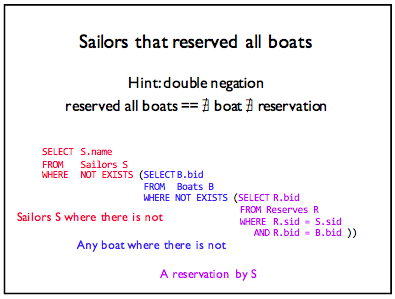 Sailors that reserved all boats
Hint: double negation
reserved all boats == ∄ boat ∄ reservation
SELECT S.name
FROM Sailors S
WHERE NOT EXISTS (SELECT B.bid
FROM Boats B
WHERE NOT EXISTS (SELECT R.bid
FROM Reserves R
WHERE R.sid = S.sid
AND R.bid = B.bid ))
Sailors S where there is not
Any boat where there is not
A reservation by S